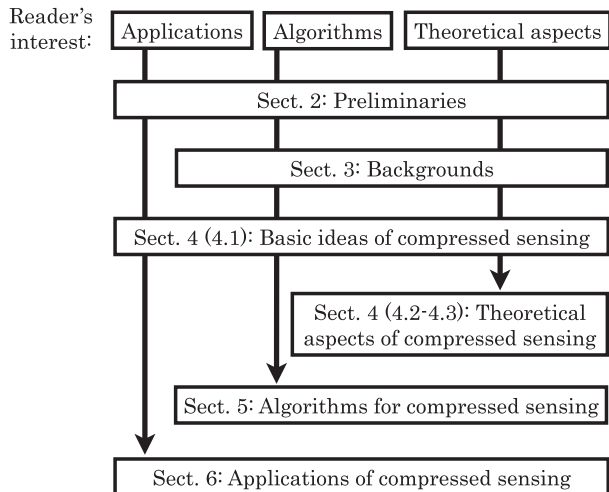 Reader's
interest:
Applications
Algorithms
Theoretical aspects
Sect. 2: Preliminaries
Sect. 3: Backgrounds
Sect. 4 (4.1): Basic ideas of compressed sensing
Sect. 4 (4.2-4.3): Theoretical
aspects of compressed sensing
Sect. 5: Algorithms for compressed sensing
Sect. 6: Applications of compressed sensing